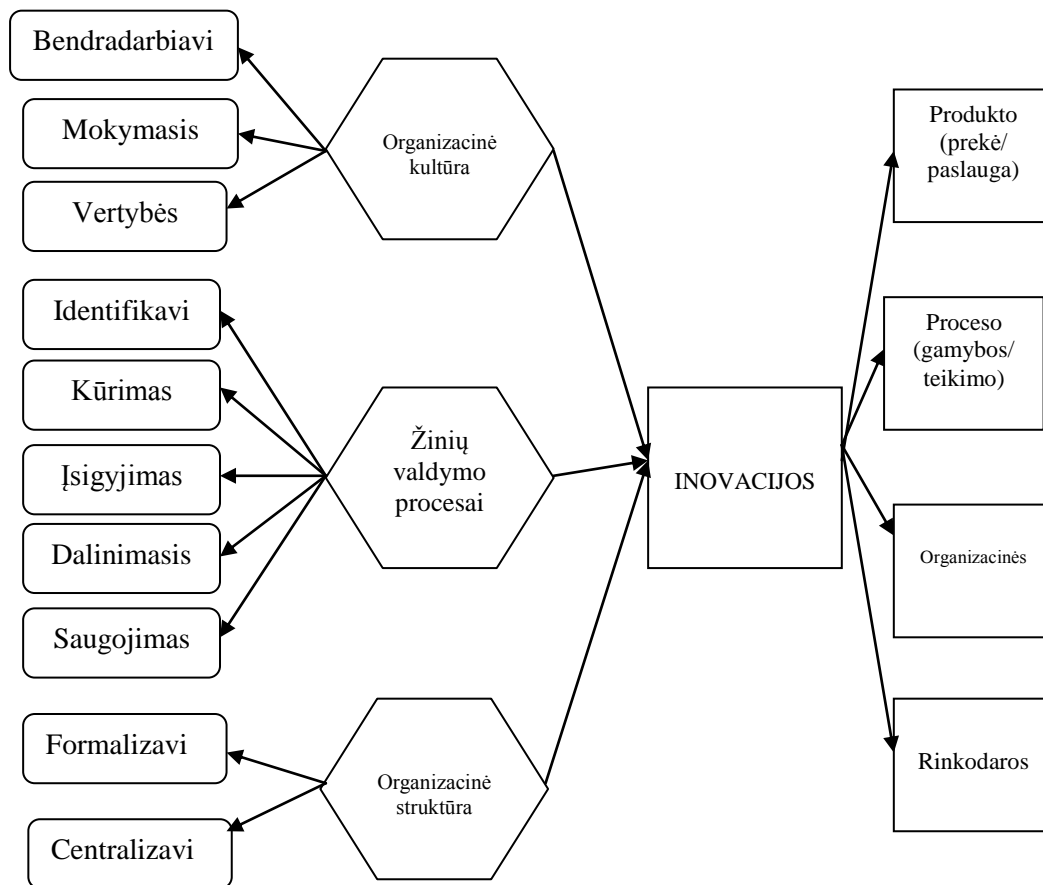 Bendradarbiavi
Mokymasis
Vertybės
Organizacinė
kultūra
Identifikavi
Kūrimas
Įsigyjimas
Dalinimasis
Saugojimas
Žinių
valdymo
procesai
Formalizavi
Centralizavi
Organizacinė
struktūra
INOVACIJOS
Produkto
(prekė/
paslauga)
Proceso
(gamybos/
teikimo)
Organizacinės
Rinkodaros